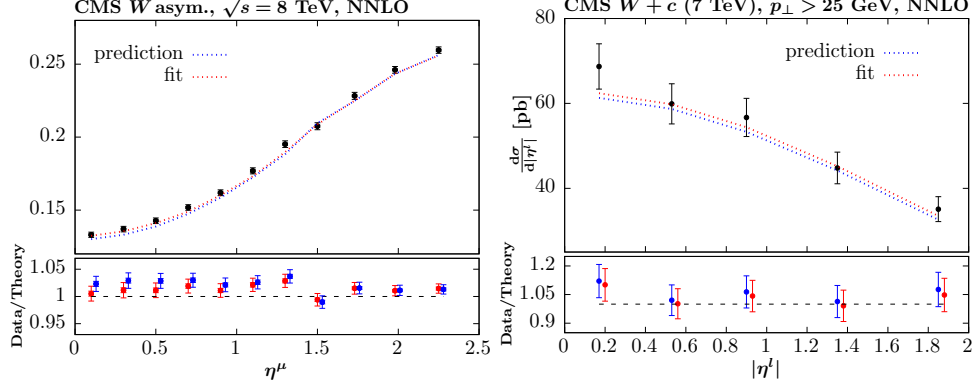 CMS W asym., √s = 8 TeV, NNLO
prediction
fit
0.25
0.2
0.15
Data/Theory
1.05
1
0.95
0 0.5 1 1.5 2 2.5
η^μ
CMS W + c (7 TeV), p⊥ > 25 GeV, NNLO
prediction
fit
dσ/d|η^l| [pb]
80
60
40
Data/Theory
1.2
1.05
0.9
0 0.2 0.4 0.6 0.8 1 1.2 1.4 1.6 1.8 2
|η^l|